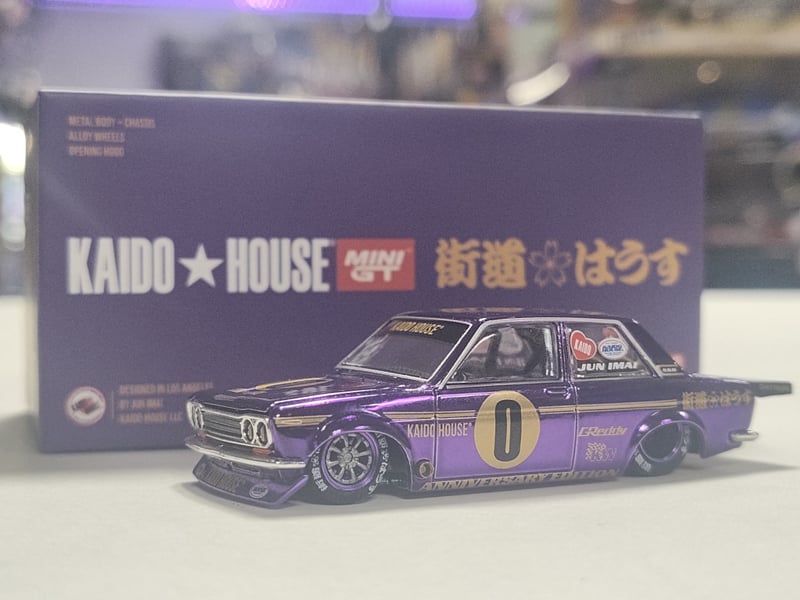 METAL BODY + CHASSIS
ALLOY WHEELS
OPENING HOOD
KAIDO★HOUSE
MINI
GT
街道はうす
DESIGNED IN LOS ANGELES
BY JUN IMAI
KAIDO HOUSE LLC
KAIDO HOUSE
KAIDO
JUN IMAI
街道はうす
KAIDO HOUSE
0
GReddy
ANNIVERSARY EDITION